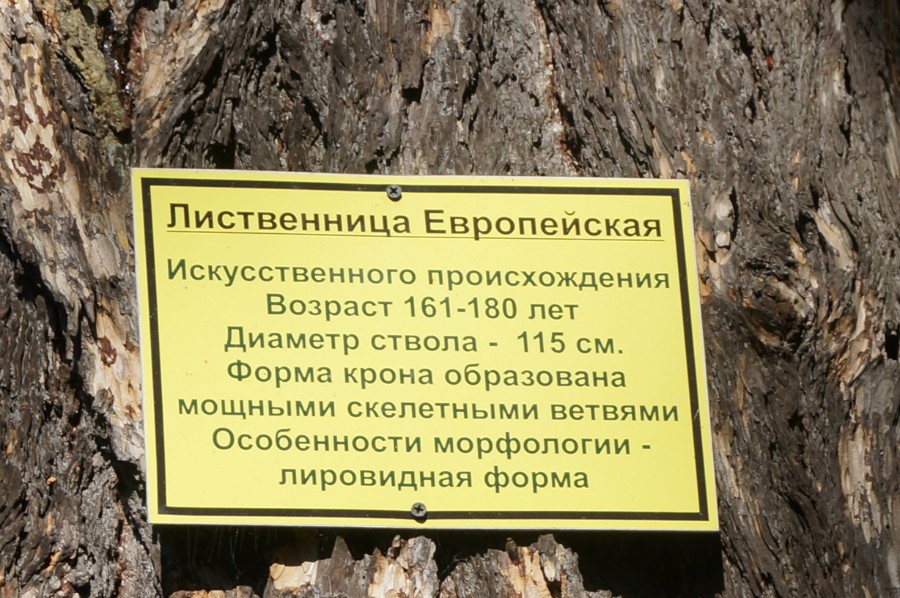 Лиственница Европейская
Искусственного происхождения
Возраст 161-180 лет
Диаметр ствола - 115 см.
Форма крона образована
мощными скелетными ветвями
Особенности морфологии -
лировидная форма